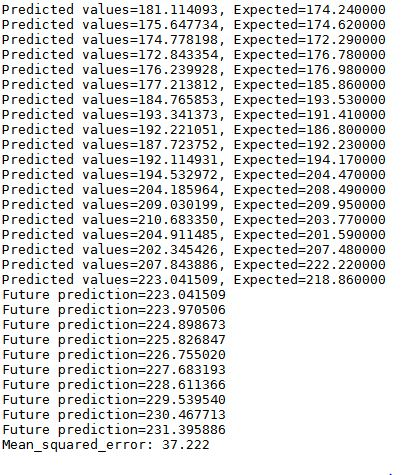 Predicted values=181.114093, Expected=174.240000
Predicted values=175.647734, Expected=174.620000
Predicted values=174.778198, Expected=172.290000
Predicted values=172.843354, Expected=176.780000
Predicted values=176.239928, Expected=176.980000
Predicted values=177.213812, Expected=185.860000
Predicted values=184.765853, Expected=193.530000
Predicted values=193.341373, Expected=191.410000
Predicted values=192.221051, Expected=186.800000
Predicted values=187.723752, Expected=192.230000
Predicted values=192.114931, Expected=194.170000
Predicted values=194.532972, Expected=204.470000
Predicted values=204.185964, Expected=208.490000
Predicted values=209.030199, Expected=209.950000
Predicted values=210.683350, Expected=203.770000
Predicted values=204.911485, Expected=201.590000
Predicted values=202.345426, Expected=207.480000
Predicted values=207.843886, Expected=222.220000
Predicted values=223.041509, Expected=218.860000
Future prediction=223.041509
Future prediction=223.970506
Future prediction=224.898673
Future prediction=225.826847
Future prediction=226.755020
Future prediction=227.683193
Future prediction=228.611366
Future prediction=229.539540
Future prediction=230.467713
Future prediction=231.395886
Mean_squared_error: 37.222